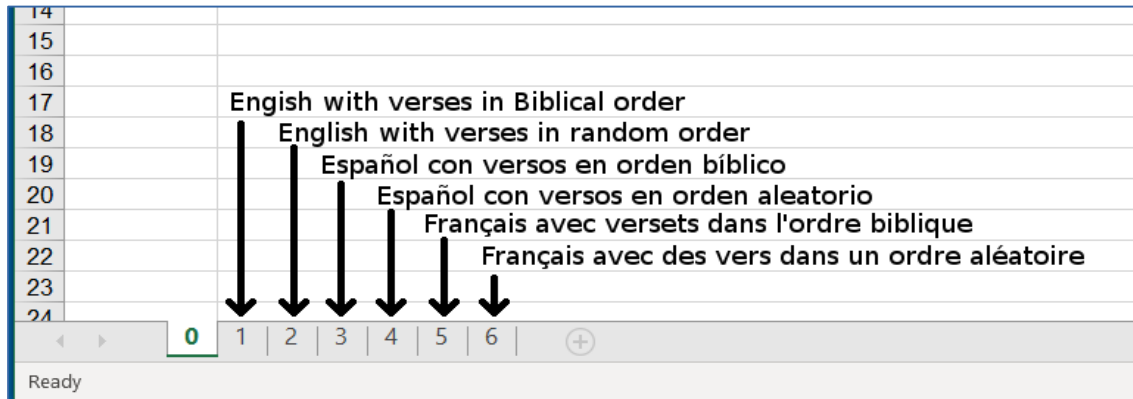 14
15
16
17 Engish with verses in Biblical order
18 English with verses in random order
19 Español con versos en orden bíblico
20 Español con versos en orden aleatorio
21 Français avec versets dans l'ordre biblique
22 Français avec des vers dans un ordre aléatoire
23
24
0 1 2 3 4 5 6
Ready